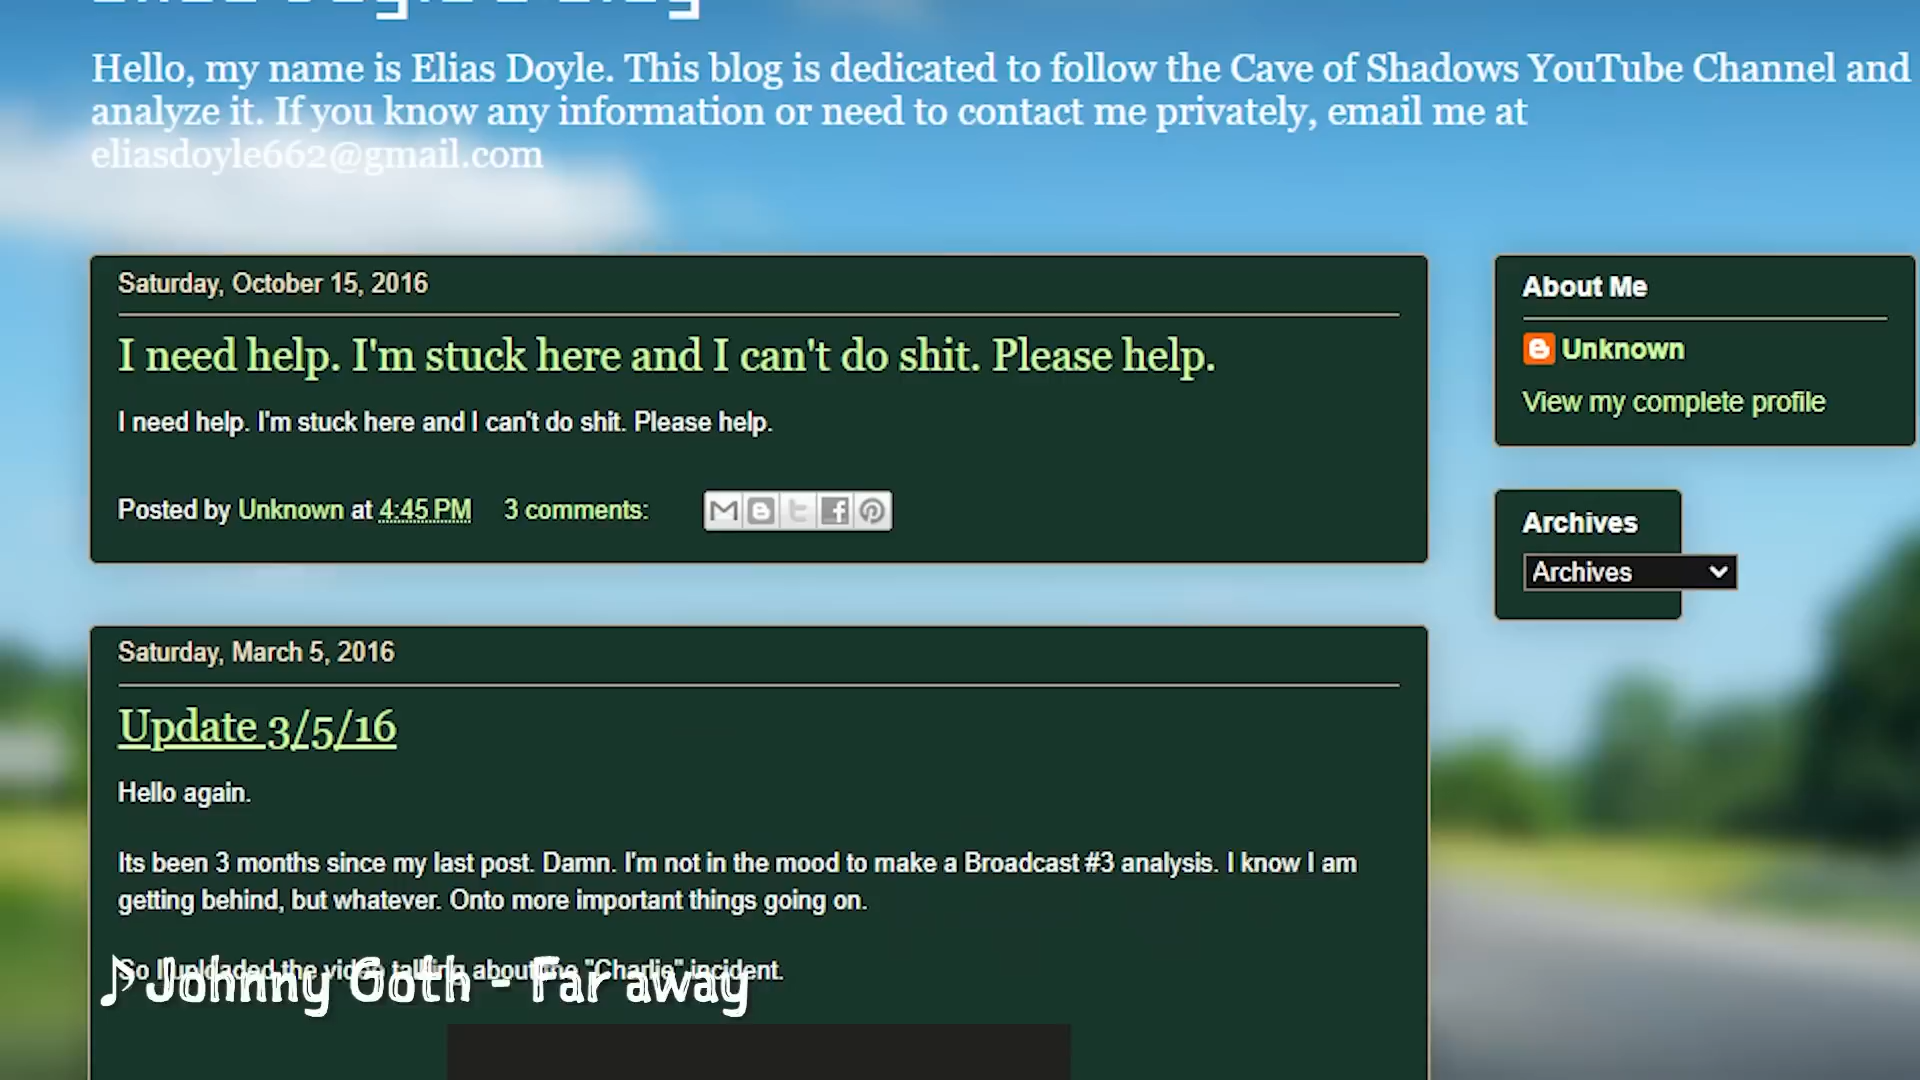 Hello, my name is Elias Doyle. This blog is dedicated to follow the Cave of Shadows YouTube Channel and
analyze it. If you know any information or need to contact me privately, email me at
eliasdoyle662@gmail.com
Saturday, October 15, 2016
I need help. I'm stuck here and I can't do shit. Please help.
I need help. I'm stuck here and I can't do shit. Please help.
Posted by Unknown at 4:45 PM 3 comments:
About Me
Unknown
View my complete profile
Archives
Archives
Saturday, March 5, 2016
Update 3/5/16
Hello again.
Its been 3 months since my last post. Damn. I'm not in the mood to make a Broadcast #3 analysis. I know I am
getting behind, but whatever. Onto more important things going on.
So I uploaded the video talking about "Charlie" incident.
♪ Johnny Goth - Far away